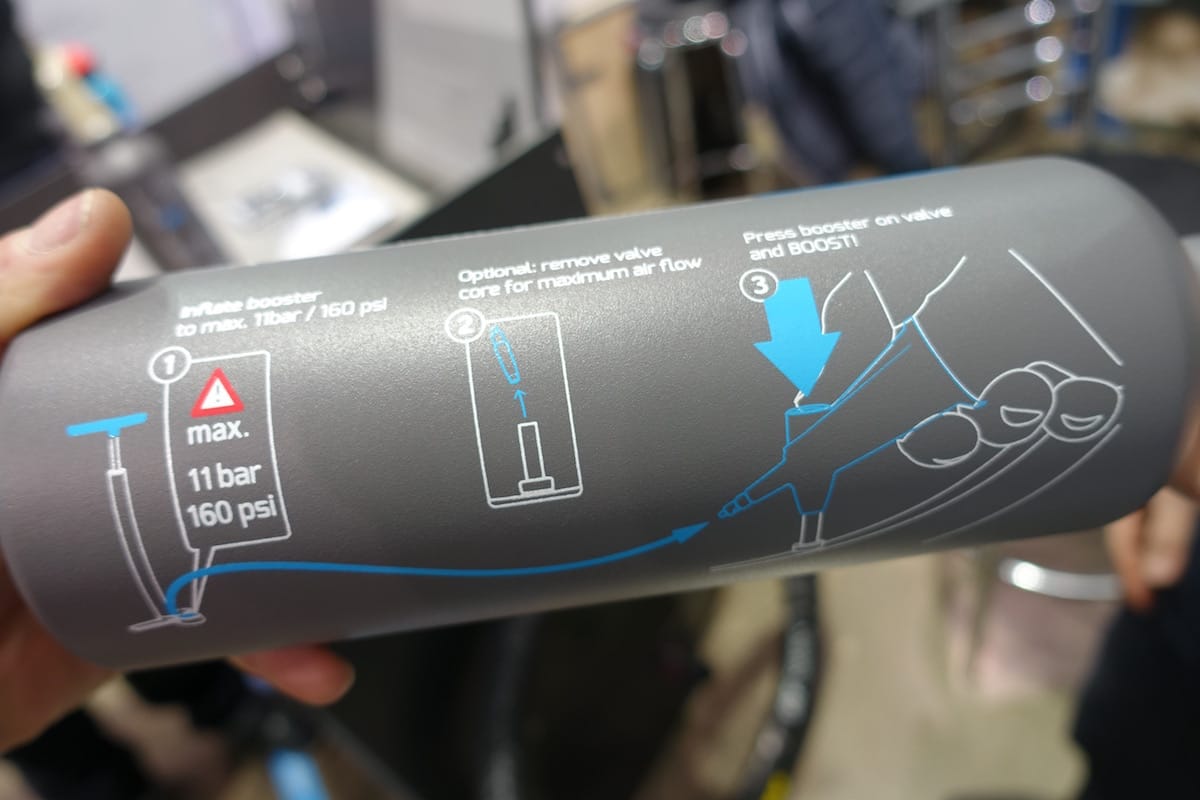 Inflate booster
to max. 11bar / 160 psi
1
max.
11 bar
160 psi
Optional: remove valve
core for maximum air flow
2
Press booster on valve
and BOOST!
3